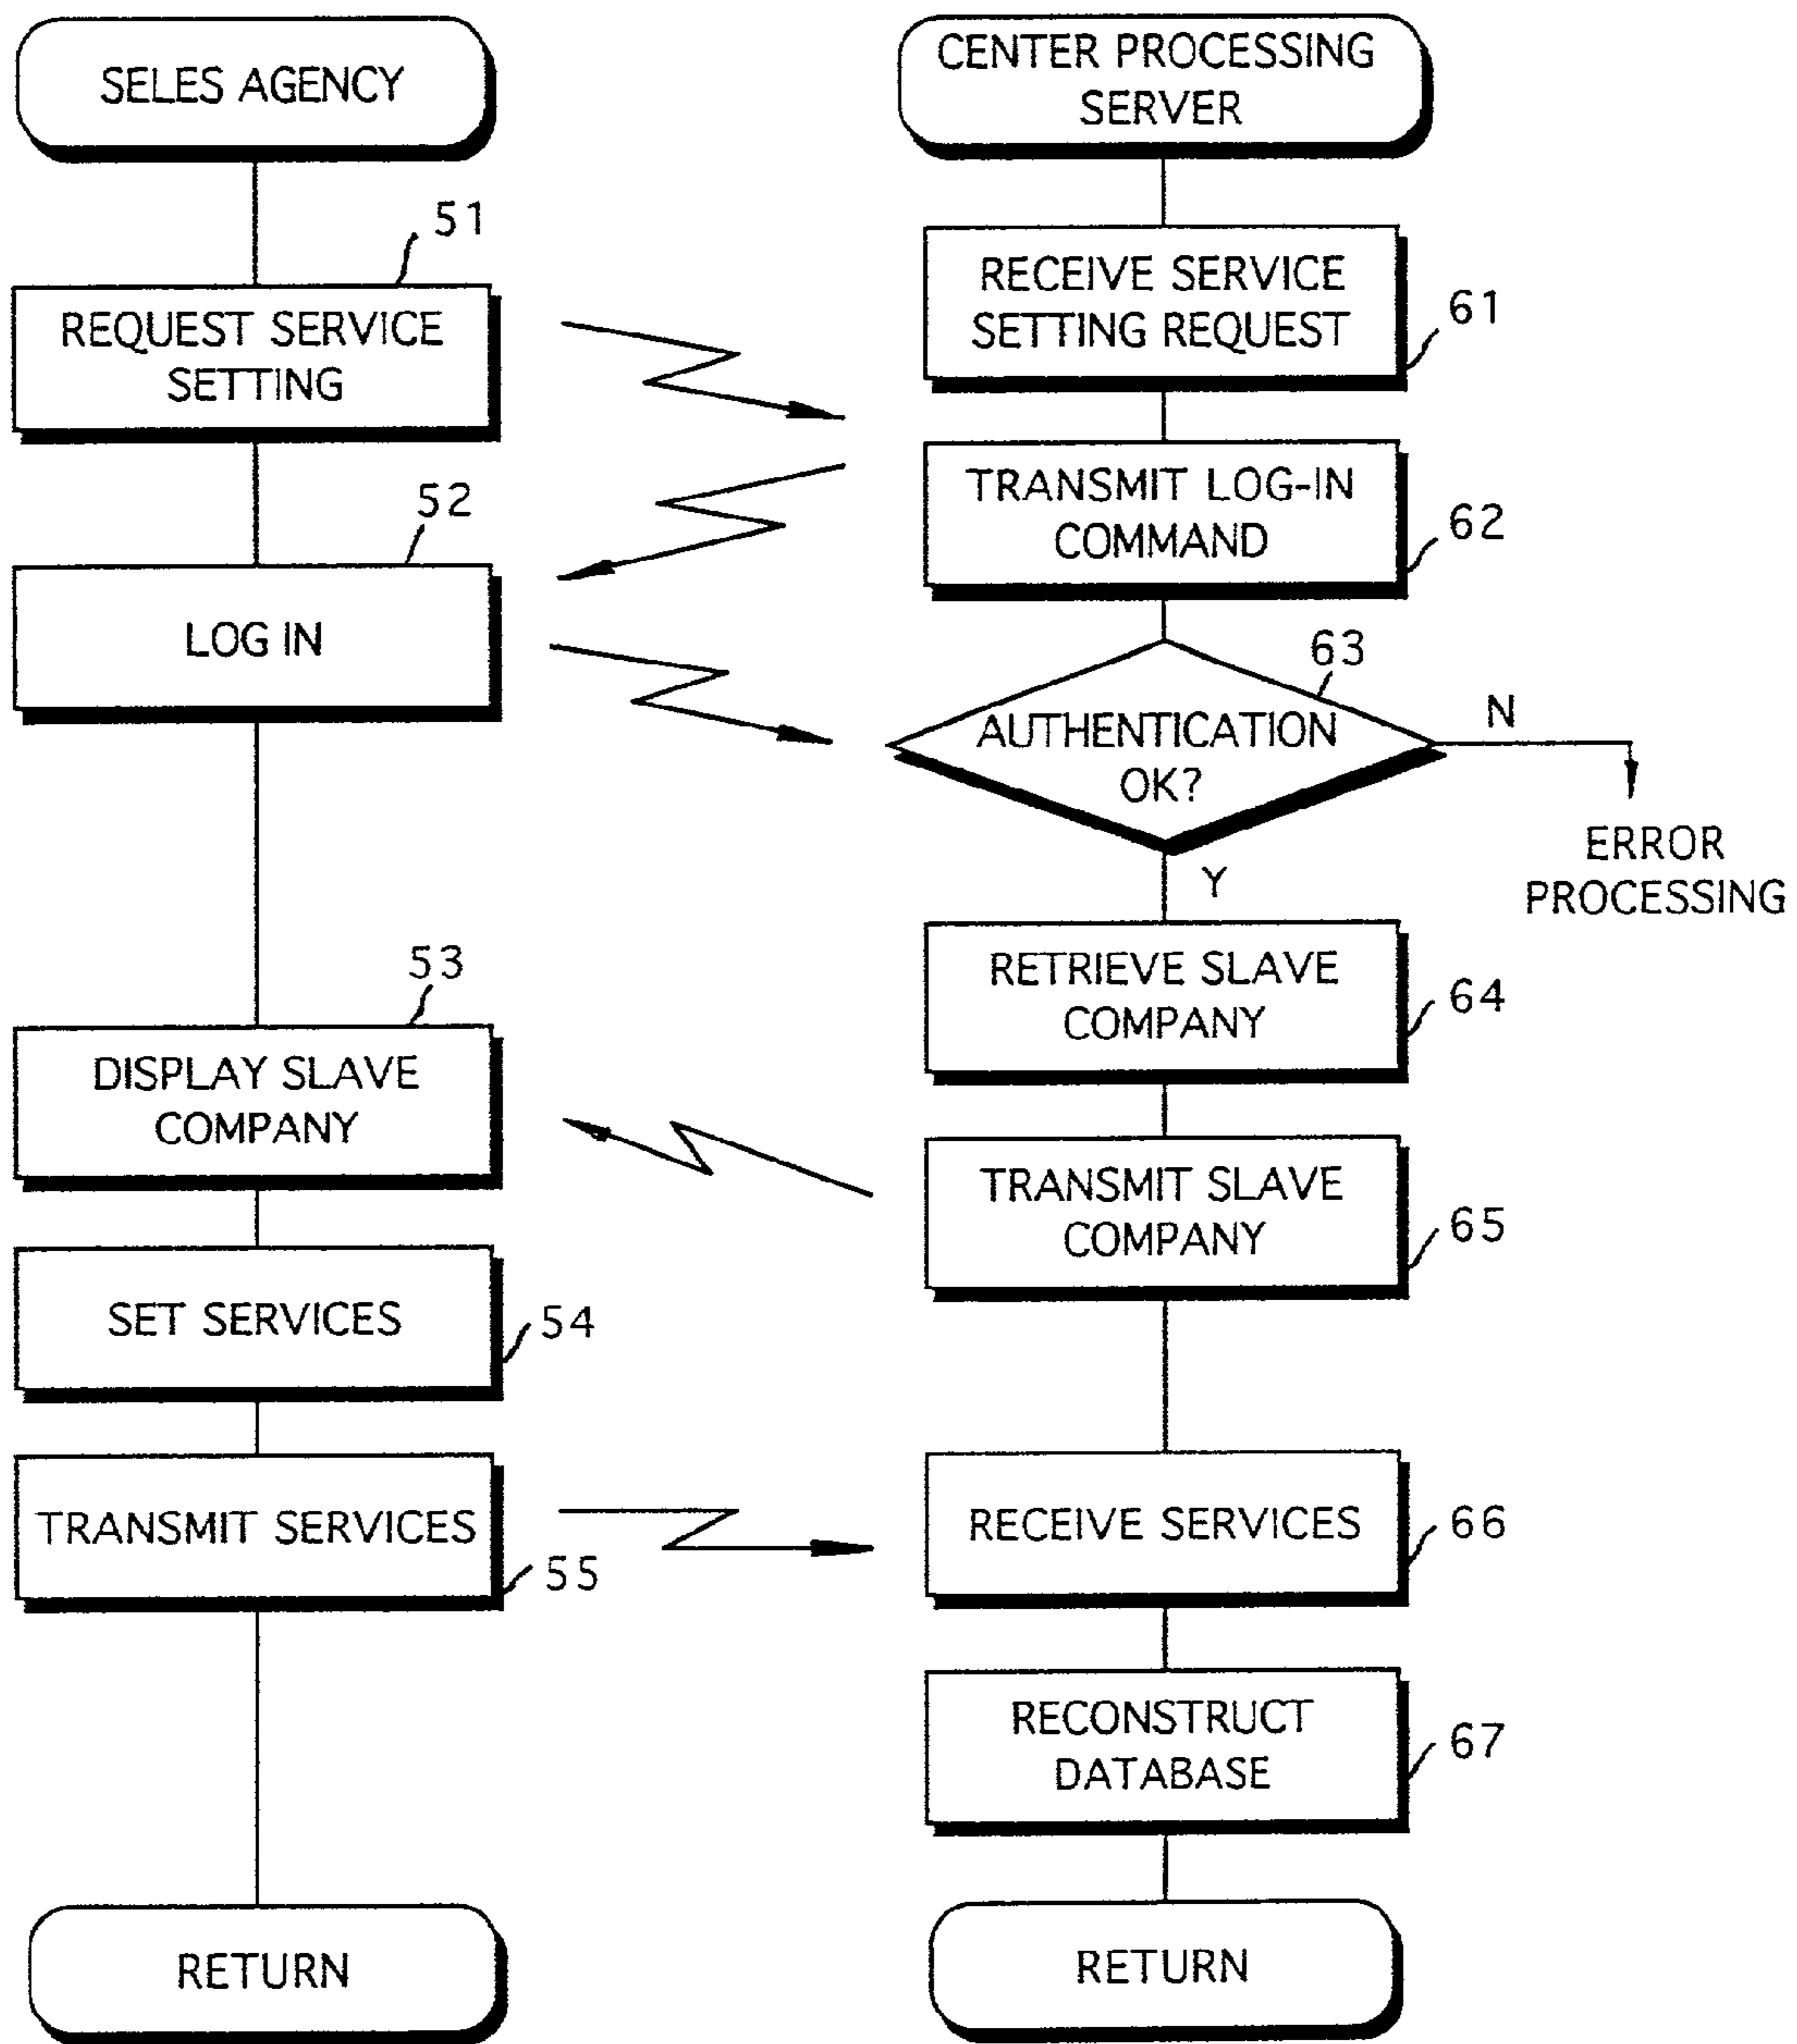 SELES AGENCY
CENTER PROCESSING
SERVER
51
REQUEST SERVICE
SETTING
RECEIVE SERVICE
SETTING REQUEST
61
52
LOG IN
TRANSMIT LOG-IN
COMMAND
62
63
AUTHENTICATION
OK?
N
ERROR
PROCESSING
Y
53
DISPLAY SLAVE
COMPANY
RETRIEVE SLAVE
COMPANY
64
TRANSMIT SLAVE
COMPANY
65
SET SERVICES
54
TRANSMIT SERVICES
55
RECEIVE SERVICES
66
RECONSTRUCT
DATABASE
67
RETURN
RETURN